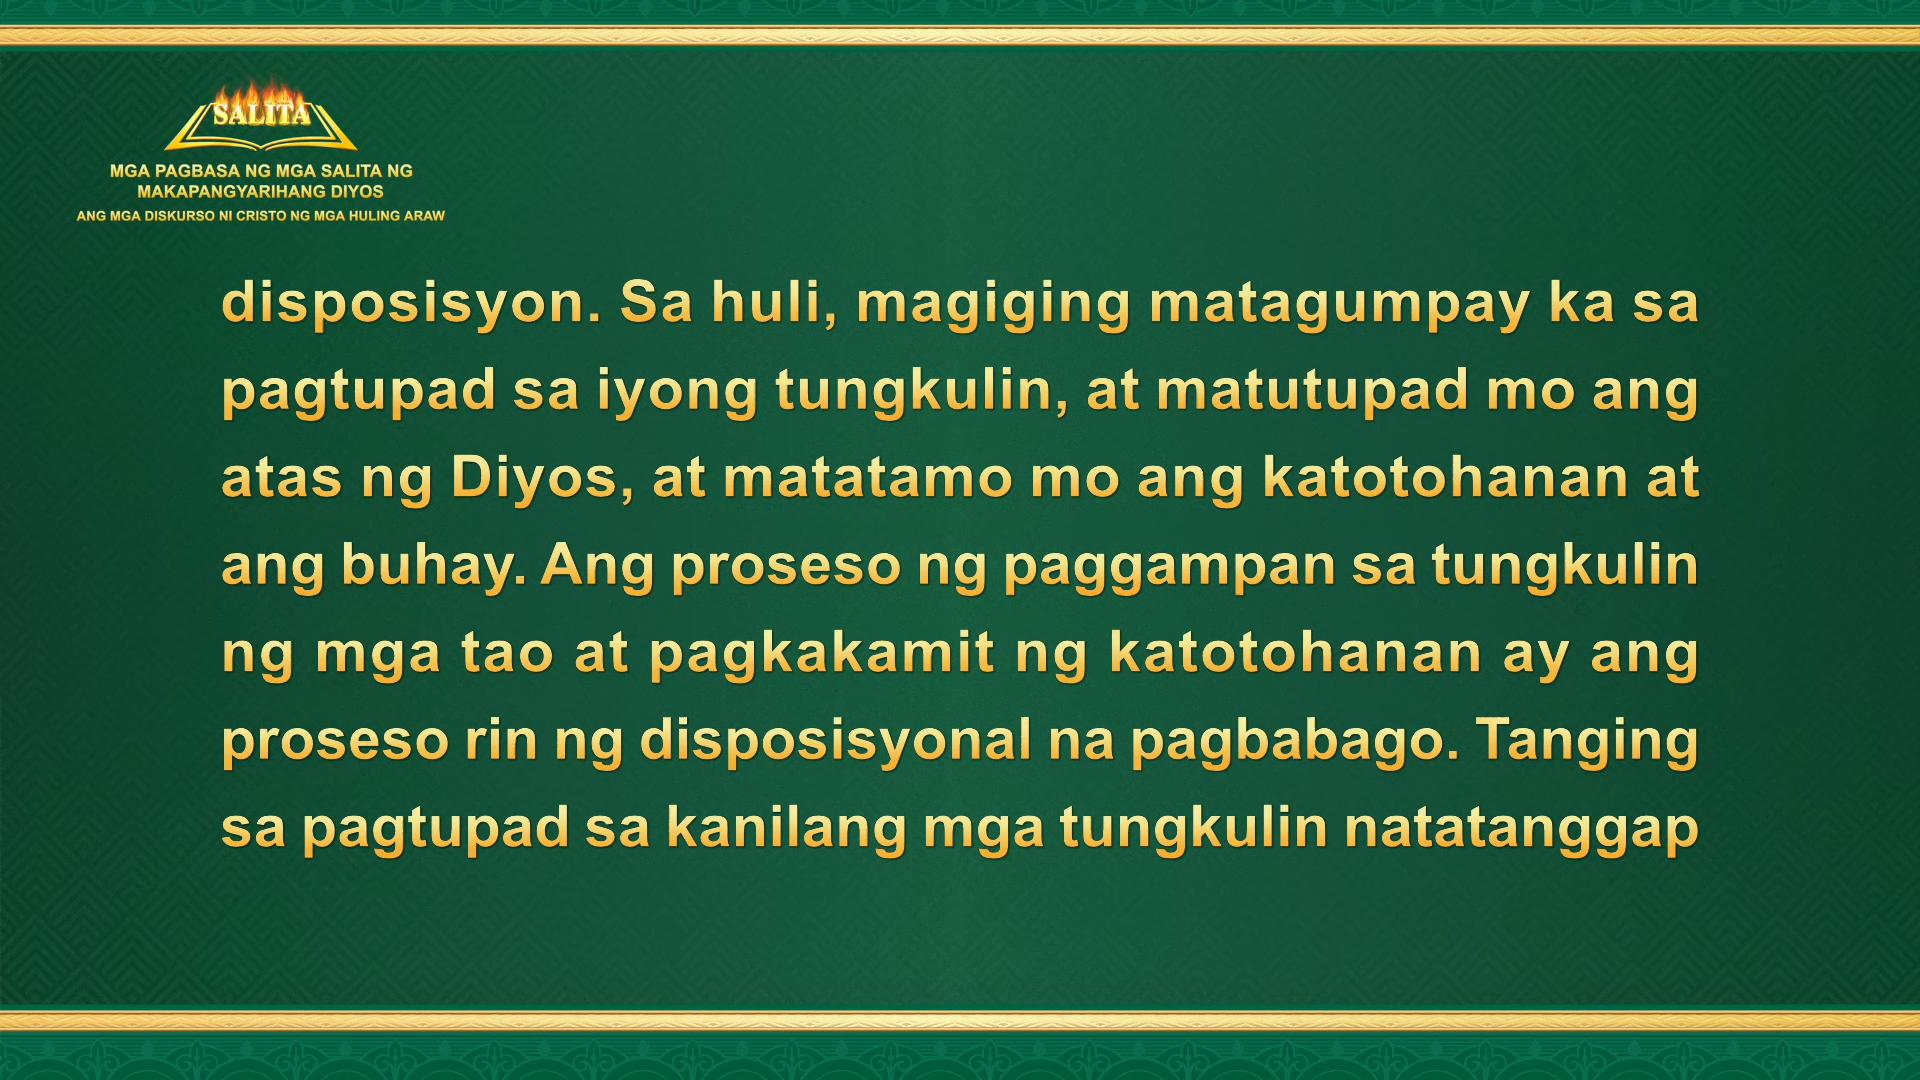 SALITA
MGA PAGBASA NG MGA SALITA NG
MAKAPANGYARIHANG DIYOS
ANG MGA DISKURSO NI CRISTO NG MGA HULING ARAW
disposisyon. Sa huli, magiging matagumpay ka sa
pagtupad sa iyong tungkulin, at matutupad mo ang
atas ng Diyos, at matatamo mo ang katotohanan at
ang buhay. Ang proseso ng paggampan sa tungkulin
ng mga tao at pagkakamit ng katotohanan ay ang
proseso rin ng disposisyonal na pagbabago. Tanging
sa pagtupad sa kanilang mga tungkulin natatanggap